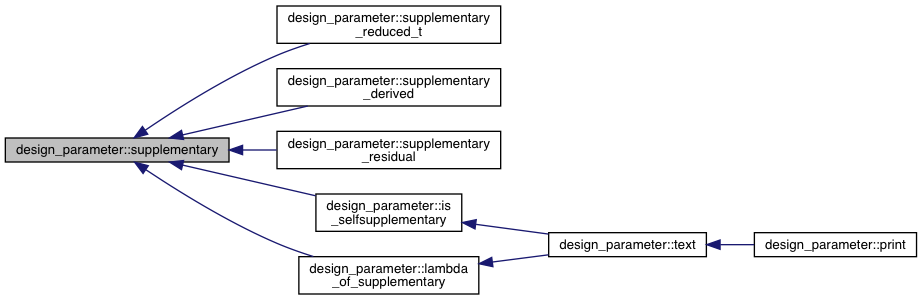 design_parameter::supplementary
_reduced_t
design_parameter::supplementary
_derived
design_parameter::supplementary
design_parameter::supplementary
_residual
design_parameter::is
_selfsupplementary
design_parameter::text
design_parameter::print
design_parameter::lambda
_of_supplementary